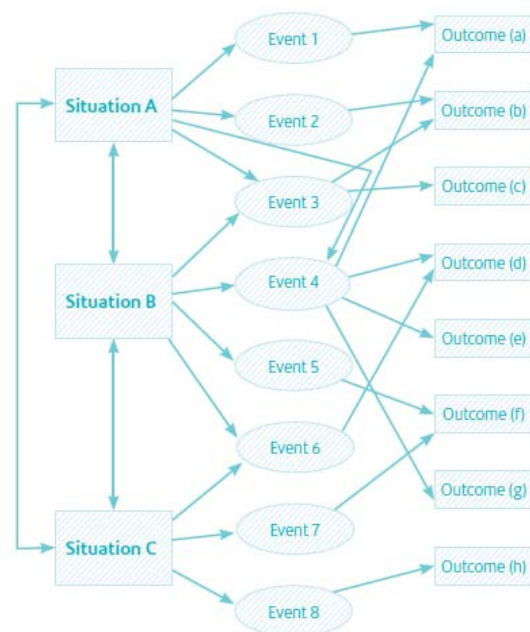 Situation A
Situation B
Situation C
Event 1
Event 2
Event 3
Event 4
Event 5
Event 6
Event 7
Event 8
Outcome (a)
Outcome (b)
Outcome (c)
Outcome (d)
Outcome (e)
Outcome (f)
Outcome (g)
Outcome (h)